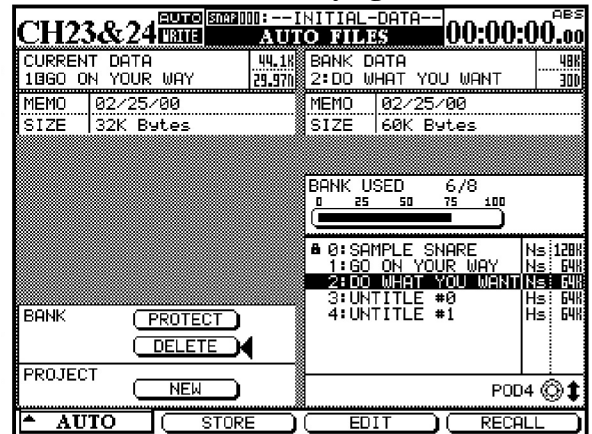 CH23&24 AUTO WRITE SNAP000:--INITIAL-DATA-- AUTO FILES 00:00:00.00 ABS
CURRENT DATA 44.1K
GO ON YOUR WAY 29.97n
MEMO 02/25/00
SIZE 32K Bytes
BANK DATA 48K
2:DO WHAT YOU WANT 30D
MEMO 02/25/00
SIZE 60K Bytes
BANK USED 6/8
0 25 50 75 100
0:SAMPLE SNARE Ns 128K
1:GO ON YOUR WAY Ns 64K
2:DO WHAT YOU WANT Ns 64K
3:UNTITLE #0 Hs 64K
4:UNTITLE #1 Hs 64K
BANK PROTECT
DELETE
PROJECT
NEW
POD4
AUTO STORE EDIT RECALL